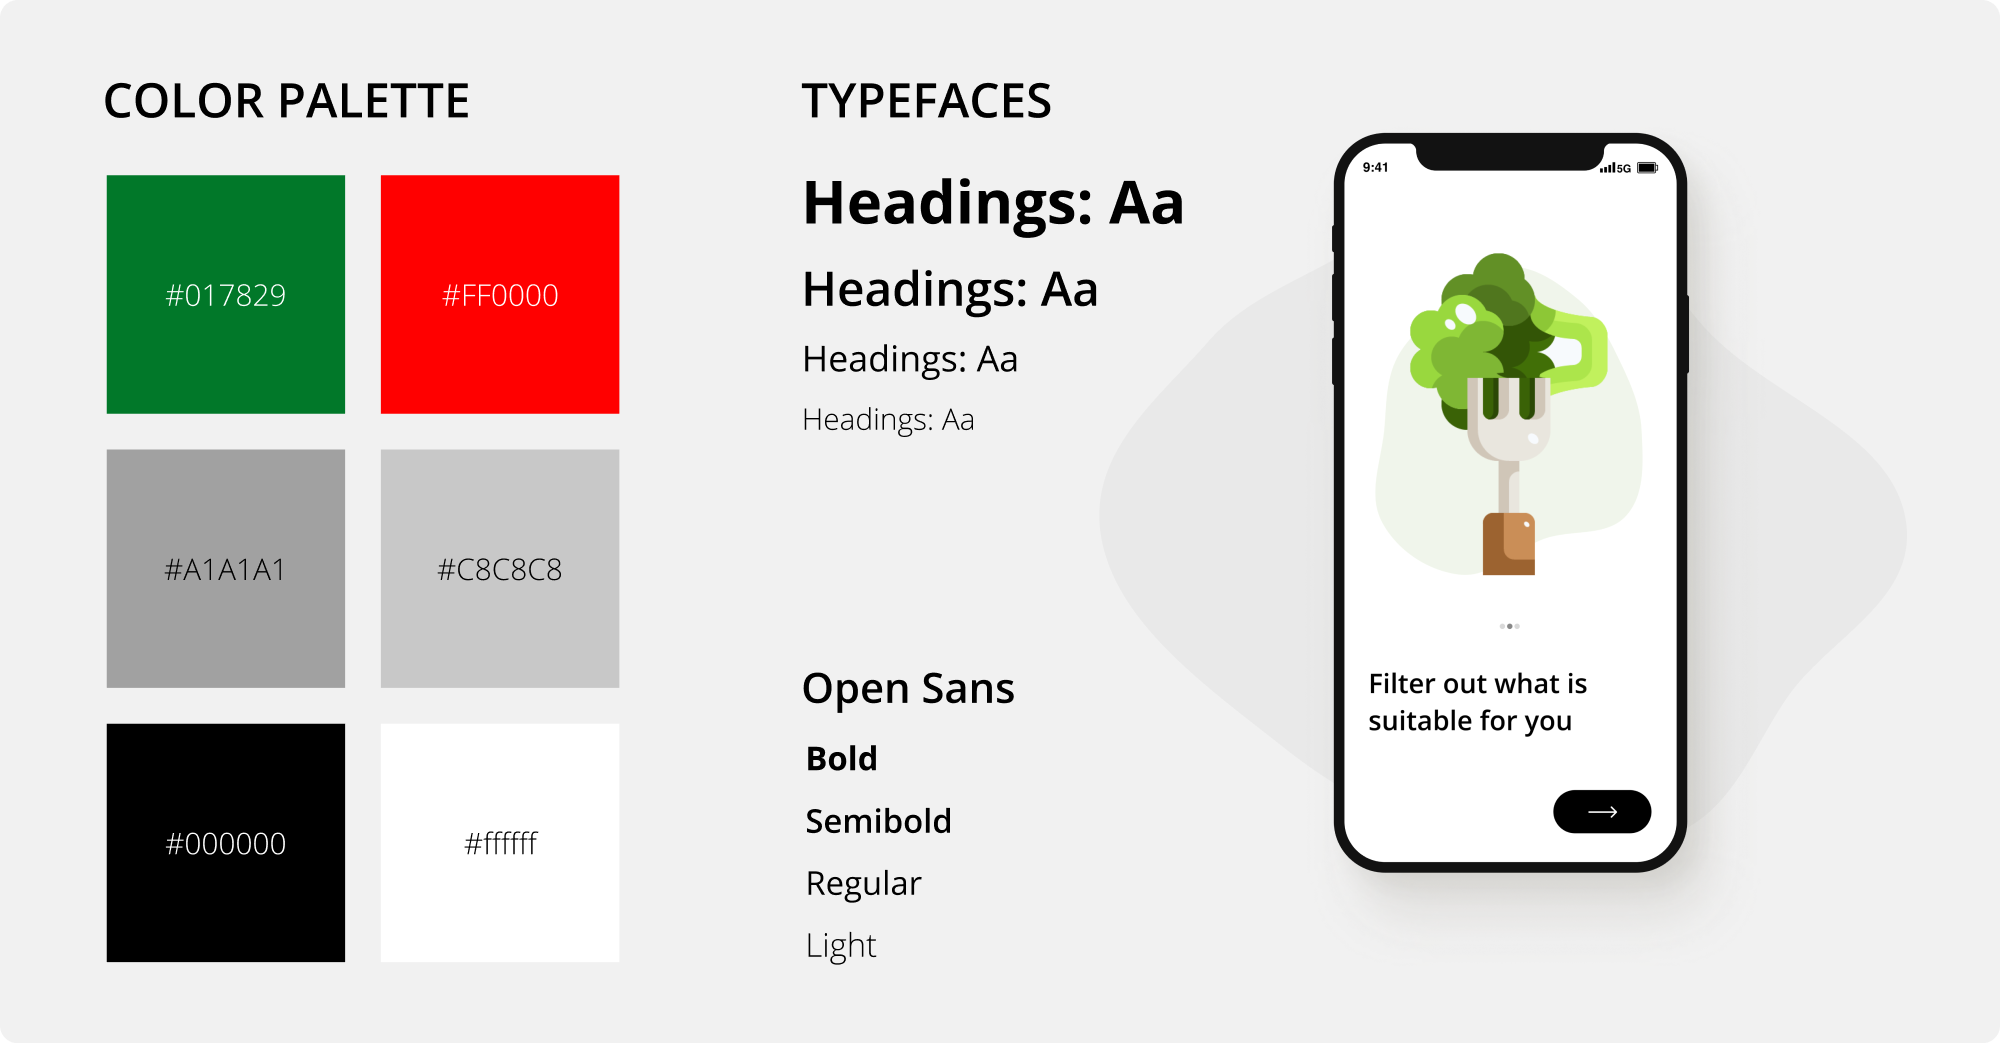 COLOR PALETTE
#017829
#FF0000
#A1A1A1
#C8C8C8
#000000
#ffffff
TYPEFACES
Headings: Aa
Headings: Aa
Headings: Aa
Headings: Aa
Open Sans
Bold
Semibold
Regular
Light
9:41
5G
Filter out what is
suitable for you